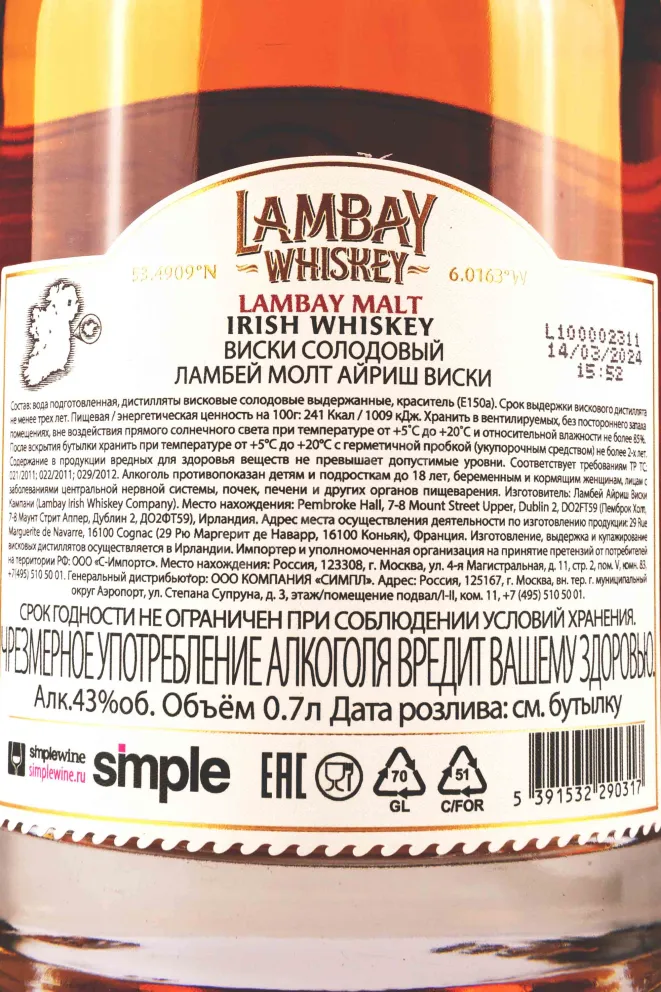 LAMBAY
WHISKEY
53.4909°N
6.0163°W
LAMBAY MALT
IRISH WHISKEY
ВИСКИ СОЛОДОВЫЙ
ЛАМБЕЙ МОЛТ АЙРИШ ВИСКИ
L100002311
14/03/2024
15:52
Состав: вода подготовленная, дистилляты висковые солодовые выдержанные, краситель (Е150а). Срок выдержки вискового дистиллята
не менее трех лет. Пищевая / энергетическая ценность на 100г: 241 Ккал / 1009 кДж. Хранить в вентилируемых, без постороннего запаха
помещениях, вне воздействия прямого солнечного света при температуре от +5˚С до +20˚С и относительной влажности не более 85%.
После вскрытия бутылки хранить при температуре от +5°С до +20°С с герметичной пробкой (укупорочным средством) не более 2-х лет.
Содержание в продукции вредных для здоровья веществ не превышает допустимые уровни. Соответствует требованиям ТР ТС:
021/2011; 022/2011; 029/2012. Алкоголь противопоказан детям и подросткам до 18 лет, беременным и кормящим женщинам, лицам с
заболеваниями центральной нервной системы, почек, печени и других органов пищеварения. Изготовитель: Ламбей Айриш Виски
Кампани (Lambay Irish Whiskey Company). Место нахождения: Pembroke Hall, 7-8 Mount Street Upper, Dublin 2, DO2FT59 (Пемброк Холл,
7-8 Маунт Стрит Аппер, Дублин 2, ДО2ФТ59), Ирландия. Адрес места осуществления деятельности по изготовлению продукции: 29 Rue
Marguerite de Navarre, 16100 Cognac (29 Рю Маргерит де Наварр, 16100 Коньяк), Франция. Изготовление, выдержка и купажирование
висковых дистиллятов осуществляется в Ирландии. Импортер и уполномоченная организация на принятие претензий от потребителей
на территории РФ: ООО «С-Импортс». Место нахождения: Россия, 123308, г. Москва, ул. 4-я Магистральная, д. 11, стр. 2, пом. V, комн. 83.
+7(495) 510 50 01. Генеральный дистрибьютор: ООО КОМПАНИЯ «СИМПЛ». Адрес: Россия, 125167, г. Москва, вн. тер. г. муниципальный
округ Аэропорт, ул. Степана Супруна, д. 3, этаж/помещение подвал/I-II, ком. 11, +7 (495) 510 50 01.
СРОК ГОДНОСТИ НЕ ОГРАНИЧЕН ПРИ СОБЛЮДЕНИИ УСЛОВИЙ ХРАНЕНИЯ.
ЧРЕЗМЕРНОЕ УПОТРЕБЛЕНИЕ АЛКОГОЛЯ ВРЕДИТ ВАШЕМУ ЗДОРОВЬЮ.
Алк.43%об. Объём 0.7л Дата розлива: см. бутылку
simplewine
simplewine.ru
simple
EAC
70
GL
51
C/FOR
5 391532 290317